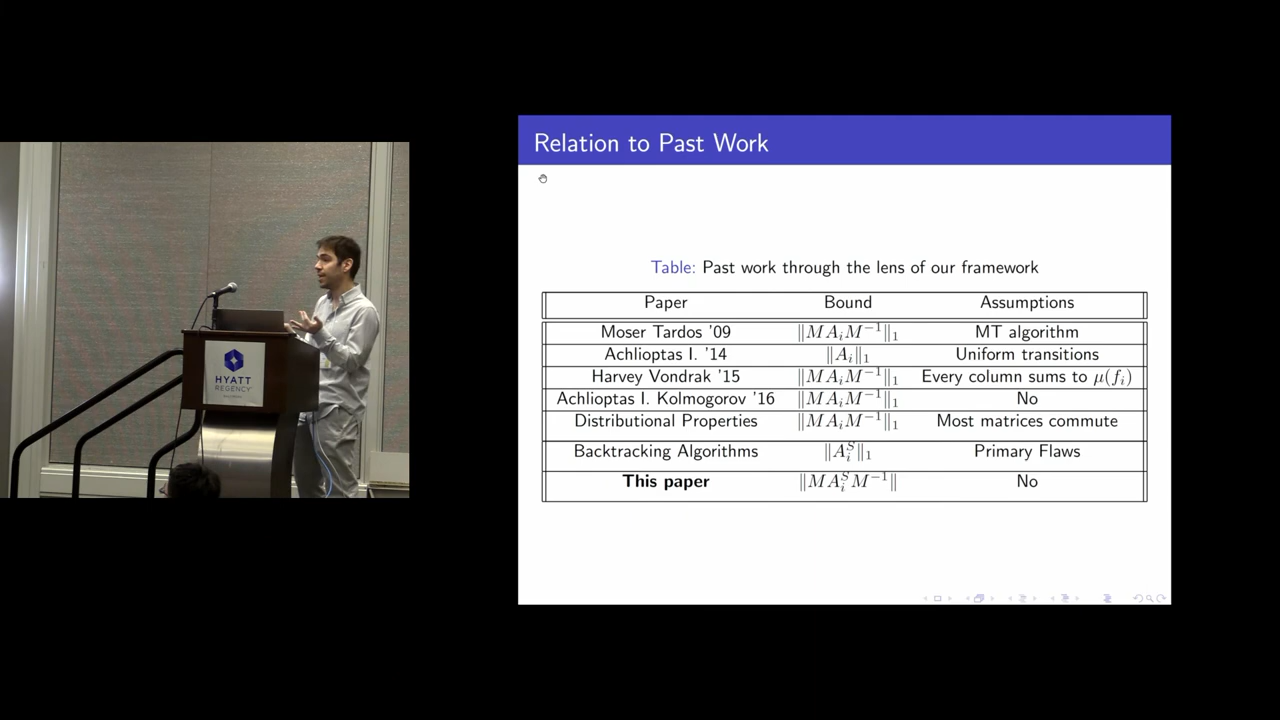 Relation to Past Work
Table: Past work through the lens of our framework
Paper Bound Assumptions
Moser Tardos '09 ‖MA_iM^{-1}‖_1 MT algorithm
Achlioptas I. '14 ‖A_i‖_1 Uniform transitions
Harvey Vondrak '15 ‖MA_iM^{-1}‖_1 Every column sums to μ(f_i)
Achlioptas I. Kolmogorov '16 ‖MA_iM^{-1}‖_1 No
Distributional Properties ‖MA_iM^{-1}‖_1 Most matrices commute
Backtracking Algorithms ‖A_i^S‖_1 Primary Flaws
This paper ‖MA_i^SM^{-1}‖ No
HYATT
REGENCY